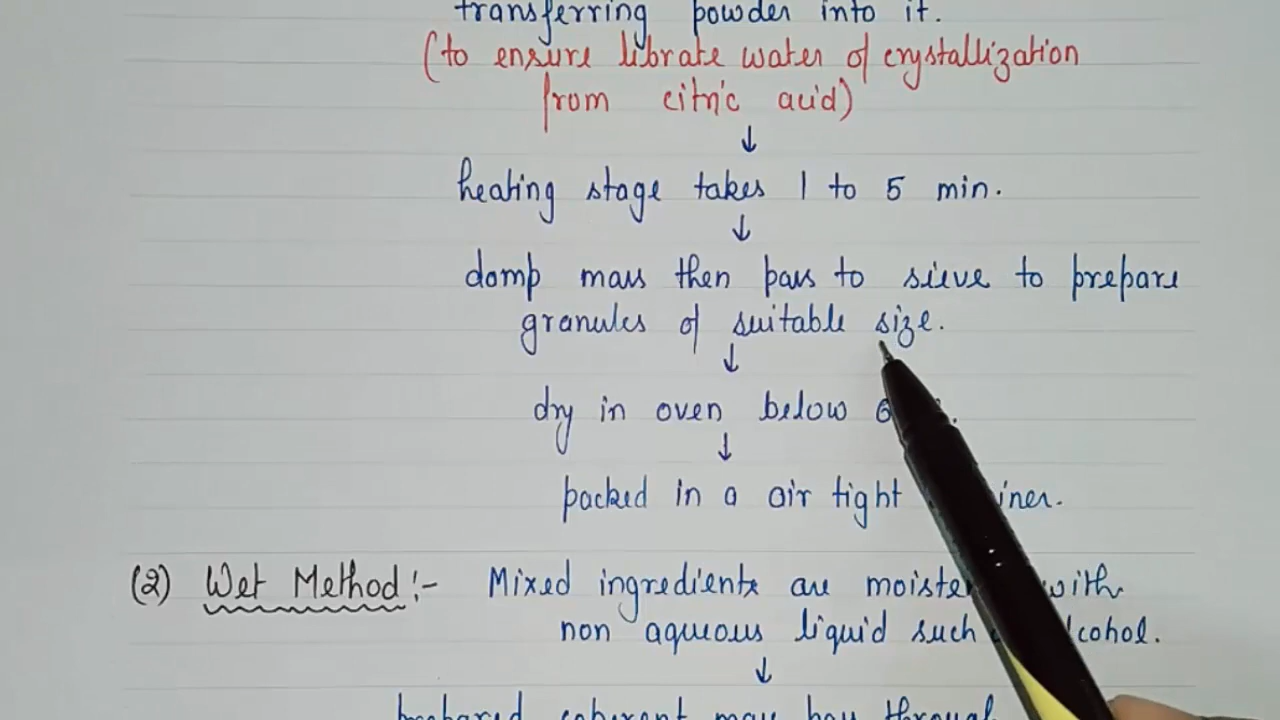 transferring powder into it.
(to ensure librate water of crystallization
from citric acid)
↓
heating stage takes 1 to 5 min.
↓
damp mass then pass to sieve to prepare
granules of suitable size.
↓
dry in oven below
↓
packed in a air tight
(2) Wet Method :- Mixed ingredients are with
non aqueous liquid such
↓
through